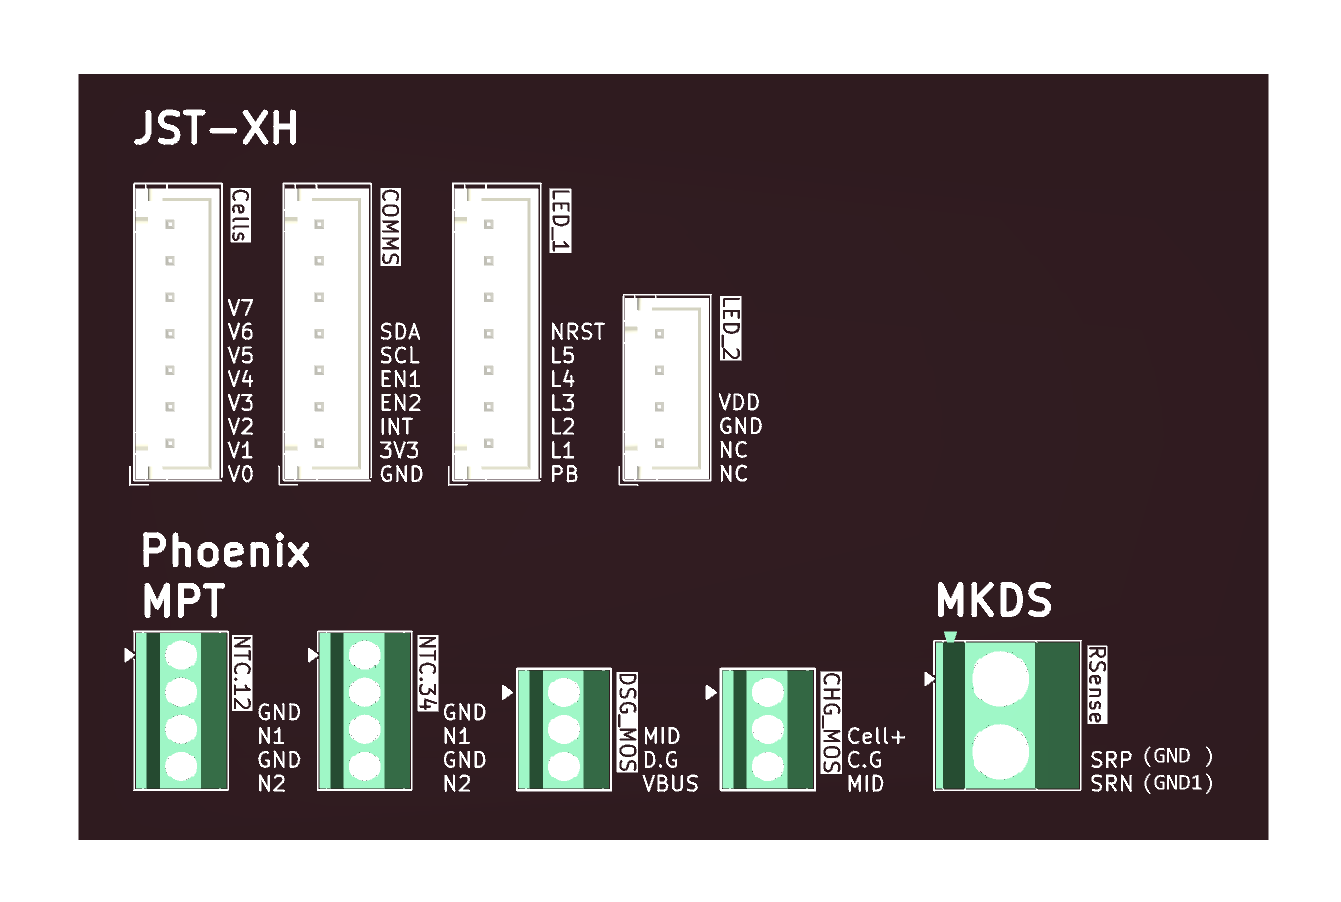 JST-XH
Cells
V7
V6
V5
V4
V3
V2
V1
V0
COMMS
SDA
SCL
EN1
EN2
INT
3V3
GND
LED_1
NRST
L5
L4
L3
L2
L1
PB
LED_2
VDD
GND
NC
NC
Phoenix
MPT
NTC.12
GND
N1
GND
N2
NTC.34
GND
N1
GND
N2
DSG_MOS
MID
D.G
VBUS
CHG_MOS
Cell+
C.G
MID
MKDS
RSense
SRP (GND )
SRN (GND1)